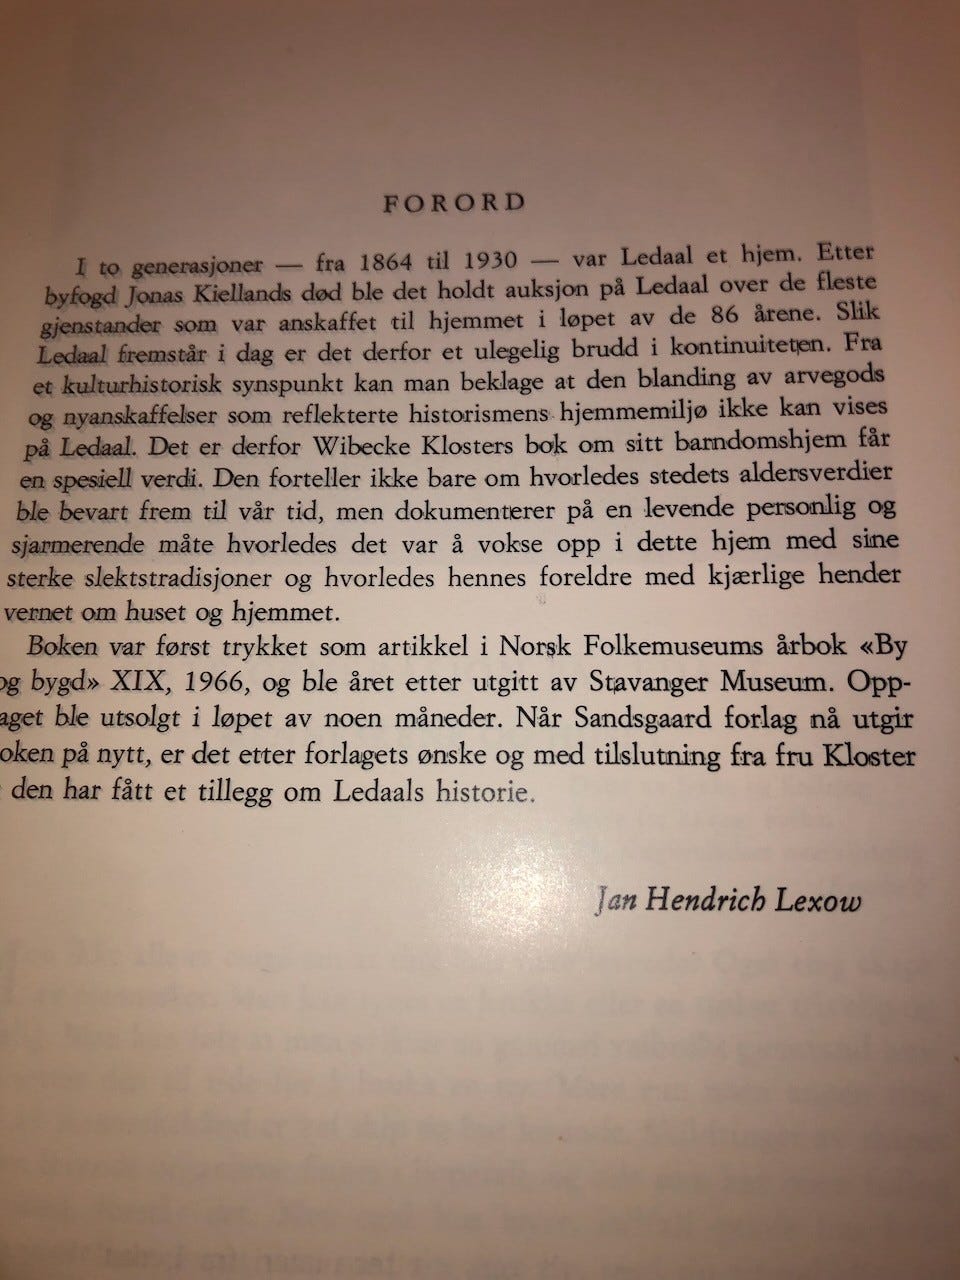 FORORD
I to generasjoner — fra 1864 til 1930 — var Ledaal et hjem. Etter
byfogd Jonas Kiellands død ble det holdt auksjon på Ledaal over de fleste
gjenstander som var anskaffet til hjemmet i løpet av de 86 årene. Slik
Ledaal fremstår i dag er det derfor et ulegelig brudd i kontinuiteten. Fra
et kulturhistorisk synspunkt kan man beklage at den blanding av arvegods
og nyanskaffelser som reflekterte historismens hjemmemiljø ikke kan vises
på Ledaal. Det er derfor Wibecke Klosters bok om sitt barndomshjem får
en spesiell verdi. Den forteller ikke bare om hvorledes stedets aldersverdier
ble bevart frem til vår tid, men dokumenterer på en levende personlig og
sjarmerende måte hvorledes det var å vokse opp i dette hjem med sine
sterke slektstradisjoner og hvorledes hennes foreldre med kjærlige hender
vernet om huset og hjemmet.
Boken var først trykket som artikkel i Norsk Folkemuseums årbok «By
og bygd» XIX, 1966, og ble året etter utgitt av Stavanger Museum. Opp-
aget ble utsolgt i løpet av noen måneder. Når Sandsgaard forlag nå utgir
oken på nytt, er det etter forlagets ønske og med tilslutning fra fru Kloster
den har fått et tillegg om Ledaals historie.
Jan Hendrich Lexow